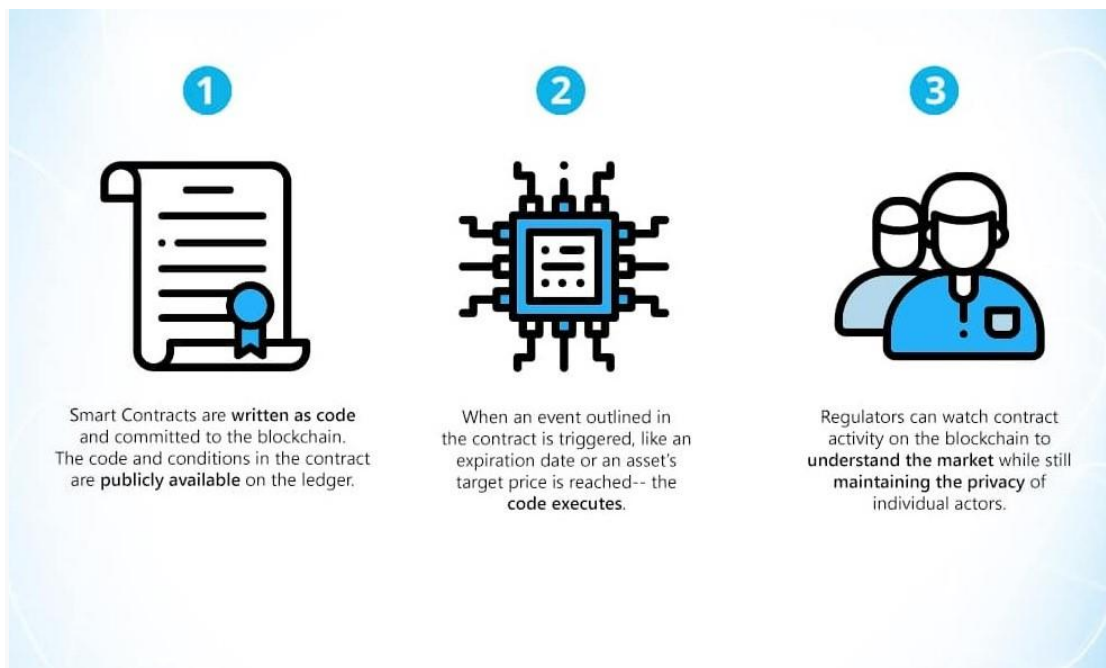 1
Smart Contracts are written as code
and committed to the blockchain.
The code and conditions in the contract
are publicly available on the ledger.
2
When an event outlined in
the contract is triggered, like an
expiration date or an asset's
target price is reached-- the
code executes.
3
Regulators can watch contract
activity on the blockchain to
understand the market while still
maintaining the privacy of
individual actors.